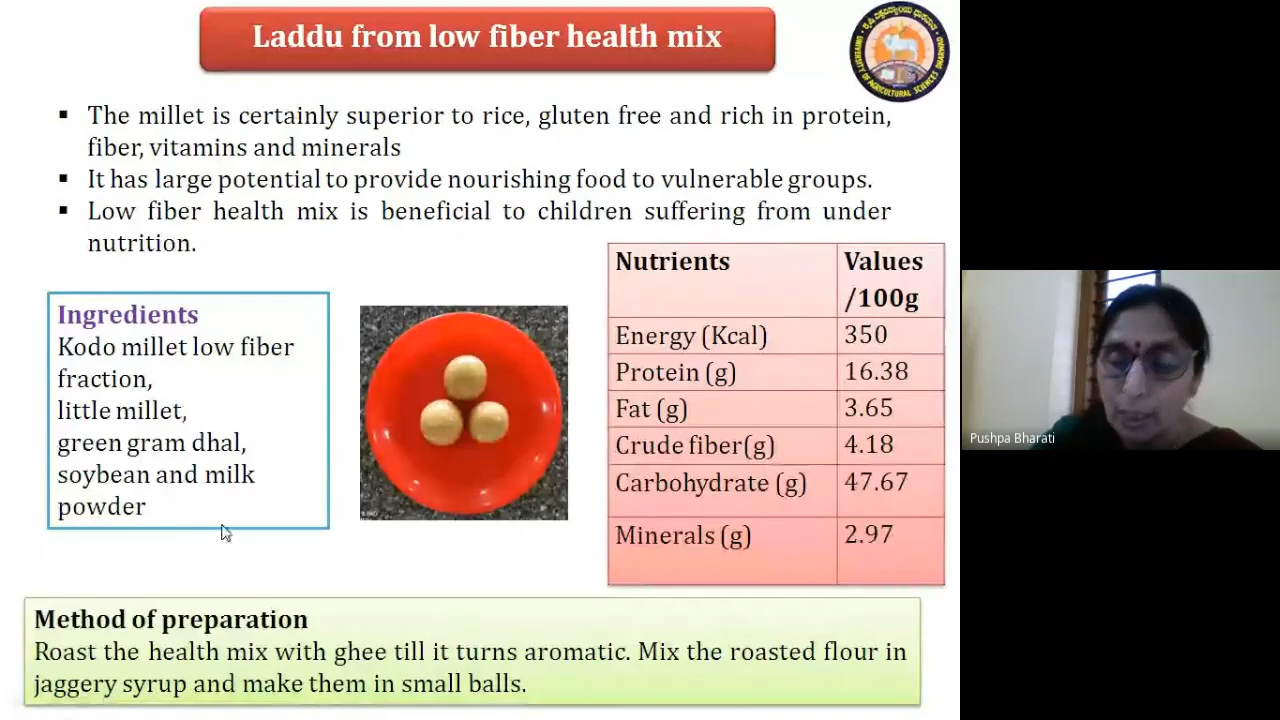 Laddu from low fiber health mix
▪ The millet is certainly superior to rice, gluten free and rich in protein,
fiber, vitamins and minerals
▪ It has large potential to provide nourishing food to vulnerable groups.
▪ Low fiber health mix is beneficial to children suffering from under
nutrition.
Ingredients
Kodo millet low fiber
fraction,
little millet,
green gram dhal,
soybean and milk
powder
Nutrients Values
/100g
Energy (Kcal) 350
Protein (g) 16.38
Fat (g) 3.65
Crude fiber(g) 4.18
Carbohydrate (g) 47.67
Minerals (g) 2.97
Method of preparation
Roast the health mix with ghee till it turns aromatic. Mix the roasted flour in
jaggery syrup and make them in small balls.
UNIVERSITY OF AGRICULTURAL SCIENCES DHARWAD
Pushpa Bharati